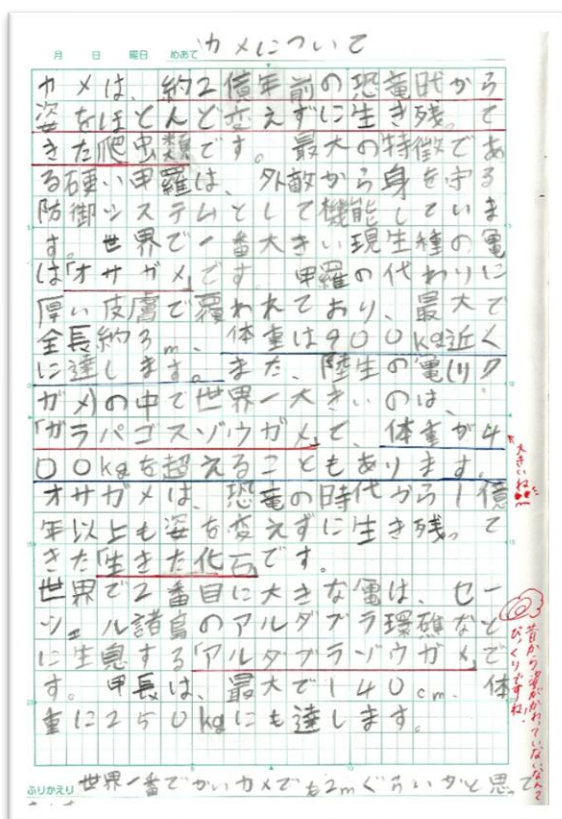 月　日　曜日　めあて　カメについて
カメは、約2億年前の恐竜時代から
姿をほとんど変えずに生き残って
きた爬虫類です。最大の特徴であ
る硬い甲羅は、外敵から身を守る
防御システムとして機能していま
す。世界で一番大きい現生種の亀
は「オサガメ」です。甲羅の代わりに
厚い皮膚で覆われており、最大で
全長約3m、体重は900kg近く
に達します。また、陸生の亀(リク
ガメ)の中で世界一大きいのは、
「ガラパゴスゾウガメ」で、体重が4
00kgを超えることもあります。
大きいね!!
オサガメは、恐竜の時代から1億
年以上も姿を変えずに生き残って
きた「生きた化石」です。
世界で2番目に大きな亀は、セー
シェル諸島のアルダブラ環礁など
に生息する「アルダブラゾウガメ」で
す。甲長は、最大で140cm、体
重に250kgにも達します。
昔から姿がかわっていないなんて
びっくりですね。
ふりかえり　世界一番でかいカメでも2mぐらいかと思って